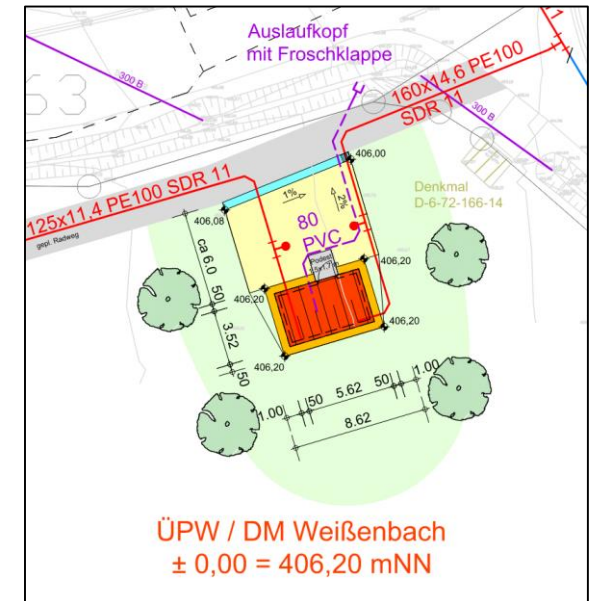 Auslaufkopf
mit Froschklappe
300 B
160x14,6 PE100
SDR 11
300 B
63
406,00
Denkmal
D-6-72-166-14
125x11,4 PE100 SDR 11
gepl. Radweg
406,08
1%
2%
80
PVC
Podest
406,20
406,20
406,20
406,20
ca 6.0
50
3.52
50
1.00
50
5.62
50
1.00
8.62
ÜPW / DM Weißenbach
± 0,00 = 406,20 mNN